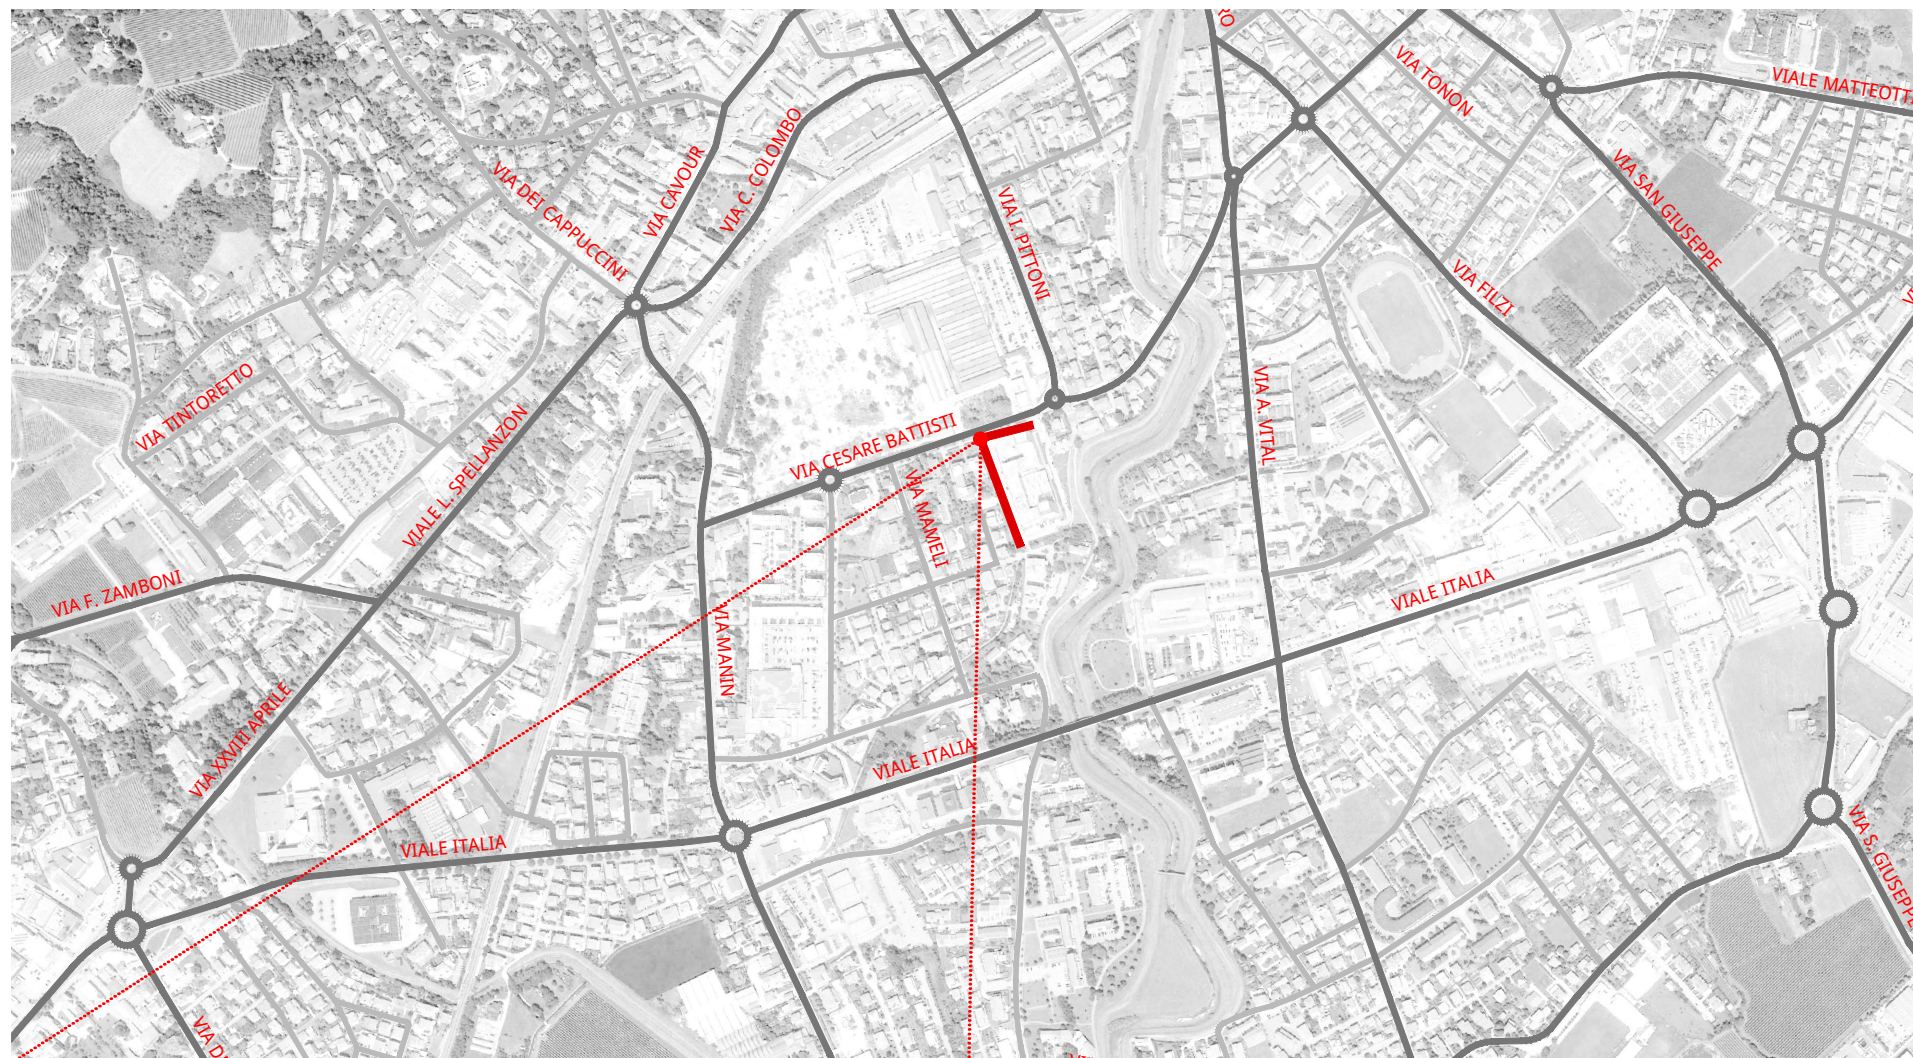 VIA TONON
VIALE MATTEOTT
VIA CAVOUR
VIA C. COLOMBO
VIA DEI CAPPUCCINI
VIA I. PITTONI
VIA SAN GIUSEPPE
VIA FILZI
VIA TINTORETTO
VIALE L. SPELLANZON
VIA CESARE BATTISTI
VIA A. VITAL
VIA MAMELI
VIA F. ZAMBONI
VIALE ITALIA
VIA MANIN
VIA XXVIII APRILE
VIALE ITALIA
VIALE ITALIA
VIA S. GIUSEPPE
VIA D